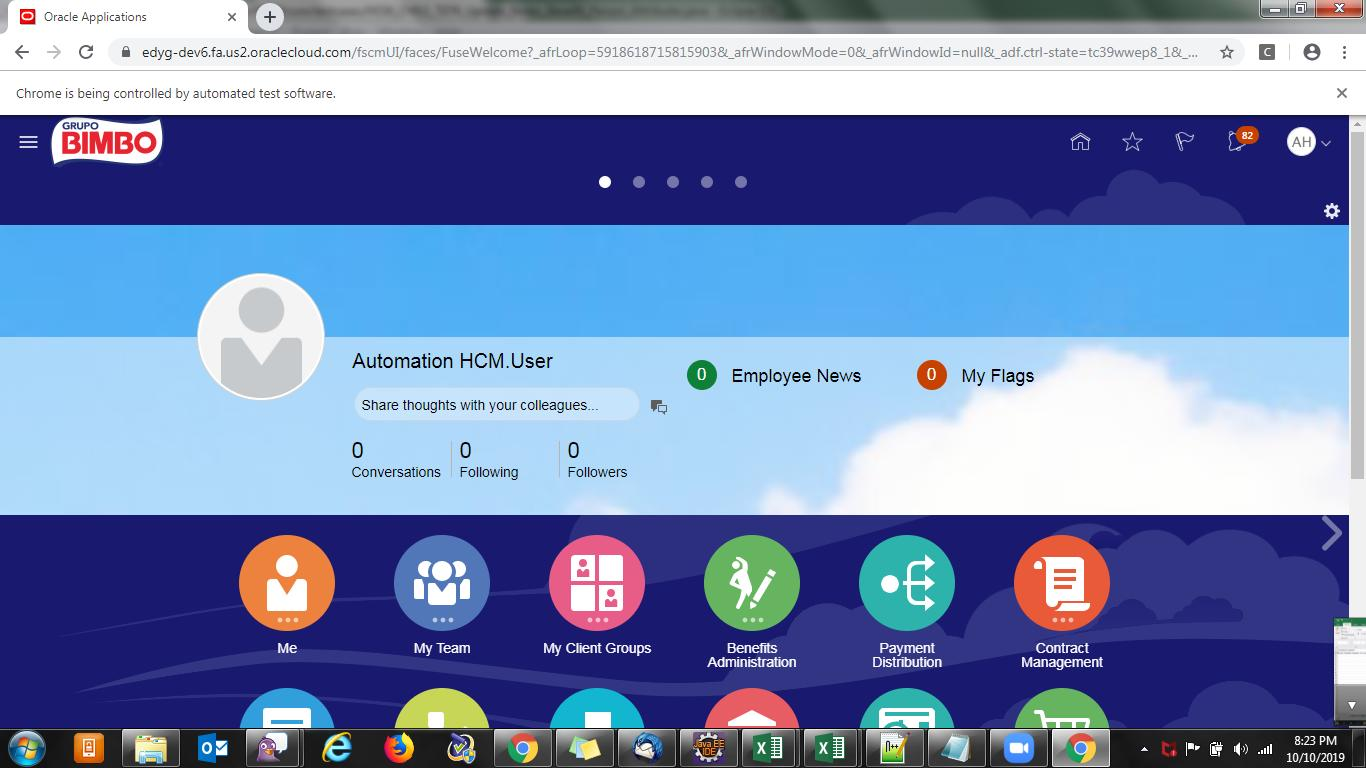 Oracle Applications
edyg-dev6.fa.us2.oraclecloud.com/fscmUI/faces/FuseWelcome?_afrLoop=5918618715815903&_afrWindowMode=0&_afrWindowId=null&_adf.ctrl-state=tc39wwep8_1&_...
C
Chrome is being controlled by automated test software.
GRUPO
BIMBO
82
AH
Automation HCM.User
0 Employee News
0 My Flags
Share thoughts with your colleagues...
0 0 0
Conversations Following Followers
Me
My Team
My Client Groups
Benefits
Administration
Payment
Distribution
Contract
Management
Java EE
IDE
8:23 PM
10/10/2019